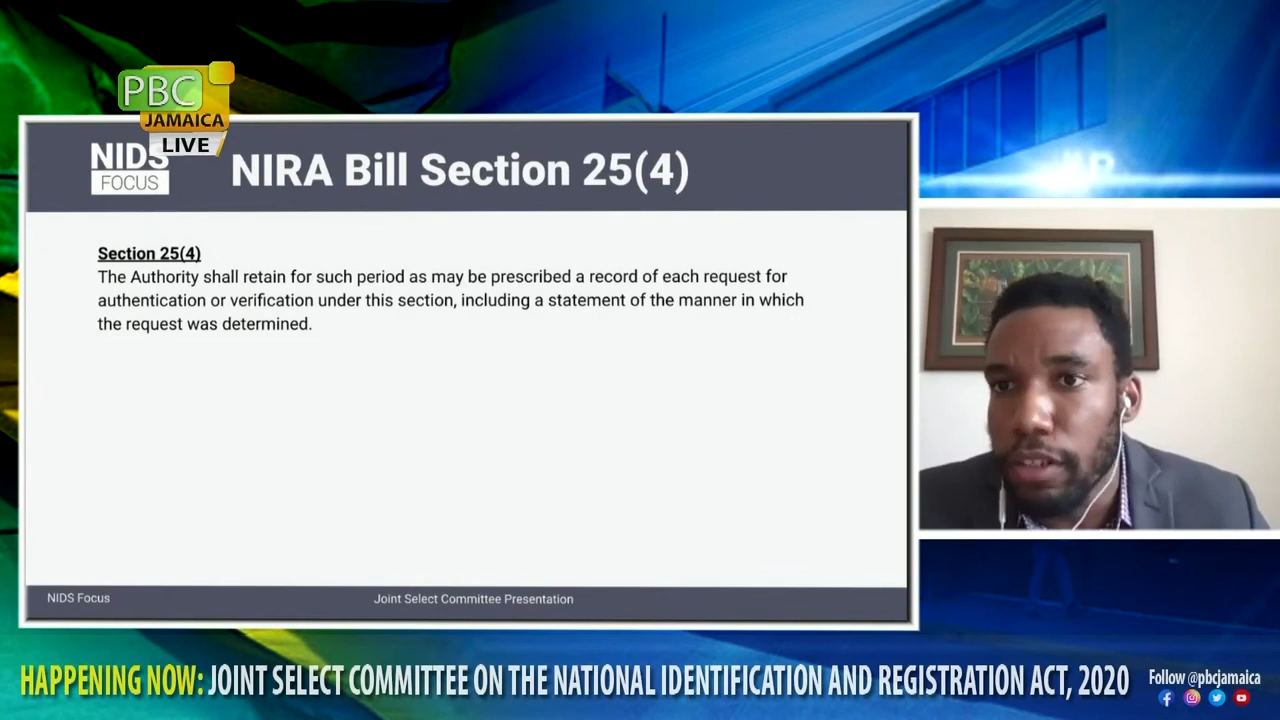 PBC
JAMAICA
LIVE
NIDS
FOCUS
NIRA Bill Section 25(4)
Section 25(4)
The Authority shall retain for such period as may be prescribed a record of each request for
authentication or verification under this section, including a statement of the manner in which
the request was determined.
NIDS Focus
Joint Select Committee Presentation
HAPPENING NOW: JOINT SELECT COMMITTEE ON THE NATIONAL IDENTIFICATION AND REGISTRATION ACT, 2020
Follow @pbcjamaica